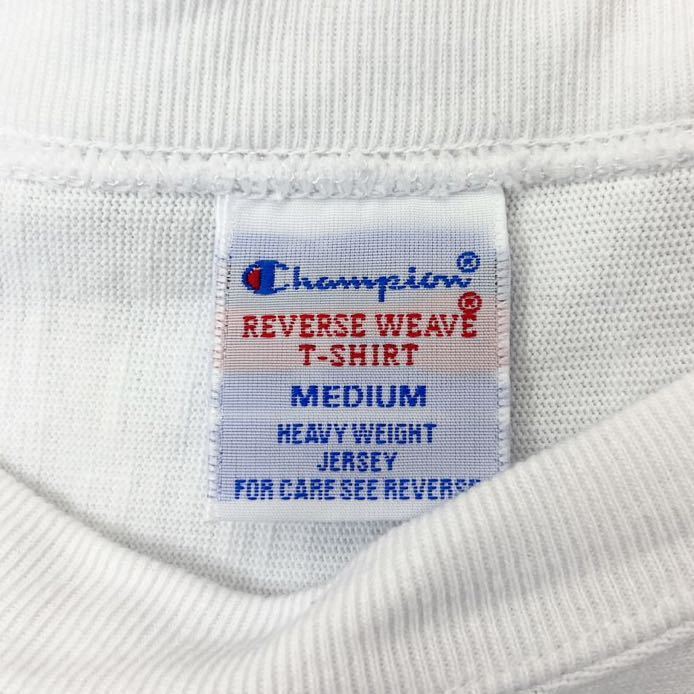 Champion®
REVERSE WEAVE®
T-SHIRT
MEDIUM
HEAVY WEIGHT
JERSEY
FOR CARE SEE REVERSE